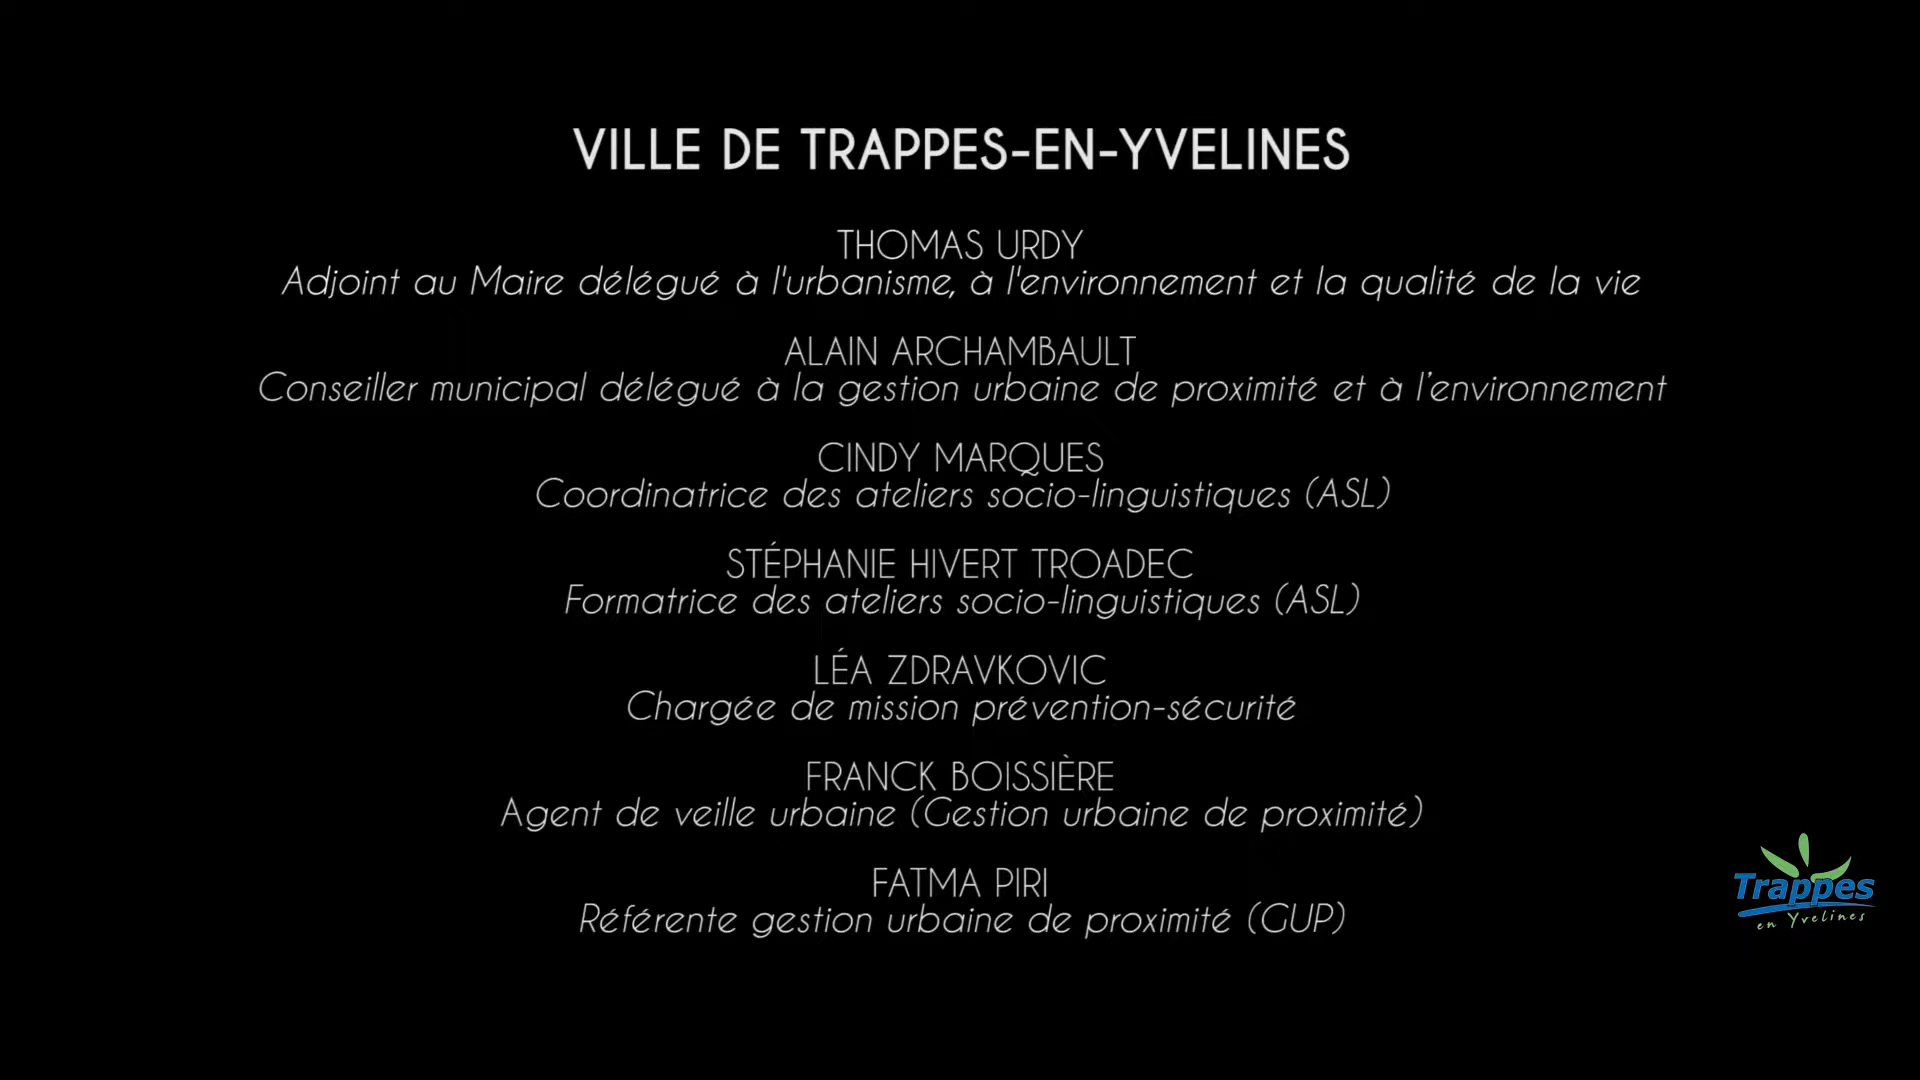 VILLE DE TRAPPES-EN-YVELINES
THOMAS URDY
Adjoint au Maire délégué à l'urbanisme, à l'environnement et la qualité de la vie
ALAIN ARCHAMBAULT
Conseiller municipal délégué à la gestion urbaine de proximité et à l’environnement
CINDY MARQUES
Coordinatrice des ateliers socio-linguistiques (ASL)
STÉPHANIE HIVERT TROADEC
Formatrice des ateliers socio-linguistiques (ASL)
LÉA ZDRAVKOVIC
Chargée de mission prévention-sécurité
FRANCK BOISSIÈRE
Agent de veille urbaine (Gestion urbaine de proximité)
FATMA PIRI
Référente gestion urbaine de proximité (GUP)
Trappes
en Yvelines